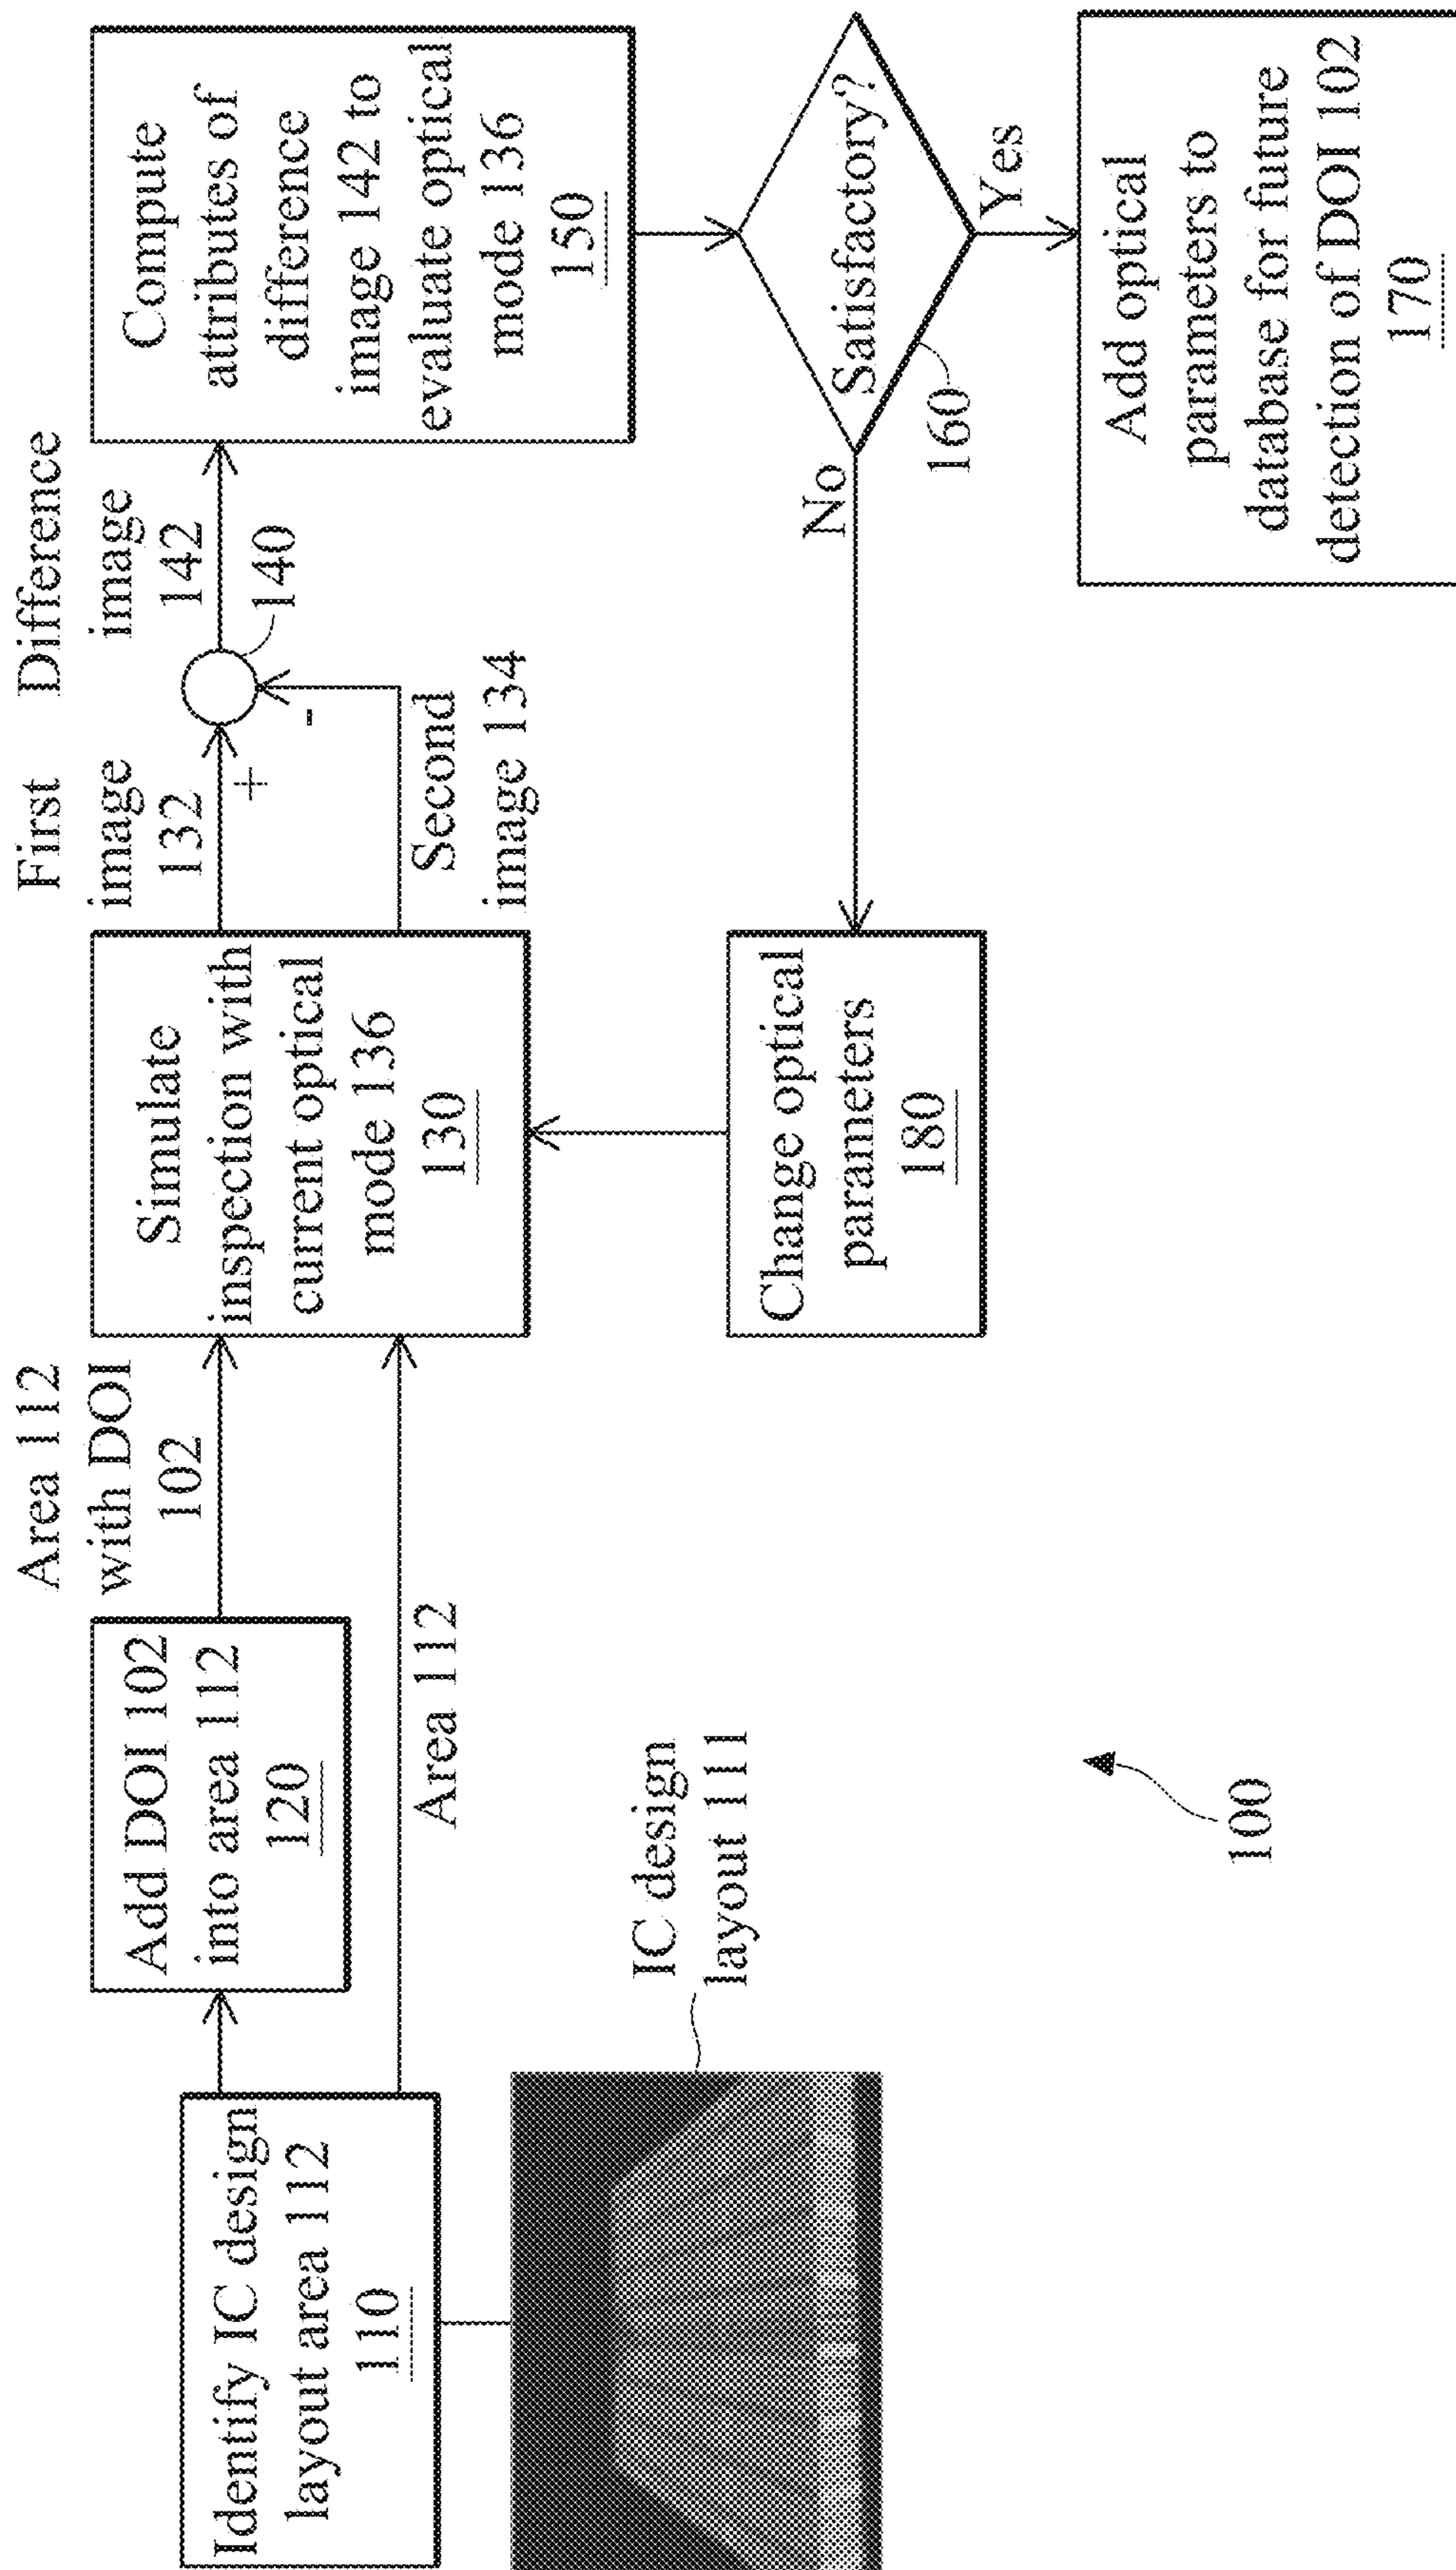 Identify IC design
layout area 112
110
IC design
layout 111
Add DOI 102
into area 112
120
Area 112
with DOI
102
Area 112
Simulate
inspection with
current optical
mode 136
130
First
image
132
+
Second
image 134
-
140
Difference
image
142
Compute
attributes of
difference
image 142 to
evaluate optical
mode 136
150
Satisfactory?
160
No
Yes
Change optical
parameters
180
Add optical
parameters to
database for future
detection of DOI 102
170
100